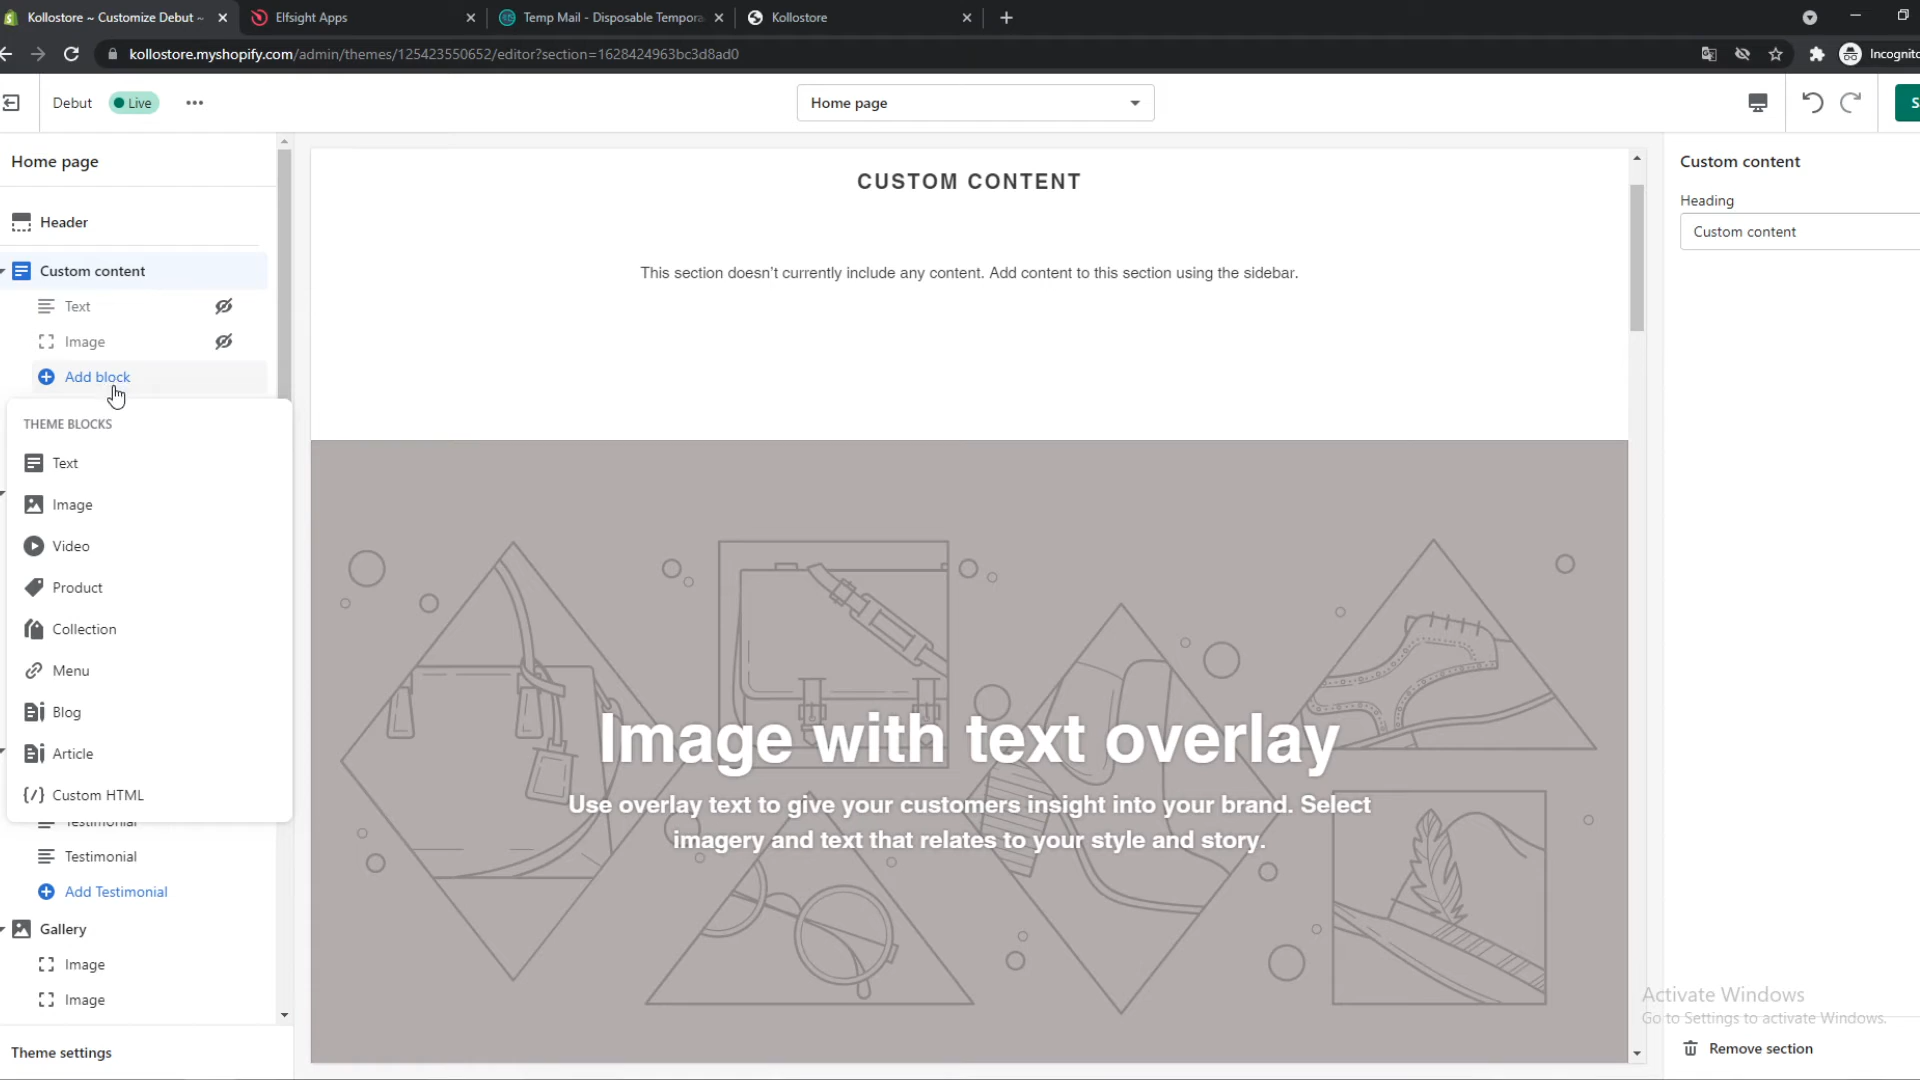 Kollostore ~ Customize Debut ~
Elfsight Apps
Temp Mail - Disposable Tempora
Kollostore
kollostore.myshopify.com/admin/themes/125423550652/editor?section=1628424963bc3d8ad0
Incognito
Debut
Live
Home page
S
Home page
Header
Custom content
Text
Image
Add block
THEME BLOCKS
Text
Image
Video
Product
Collection
Menu
Blog
Article
Custom HTML
Testimonial
Testimonial
Add Testimonial
Gallery
Image
Image
Theme settings
CUSTOM CONTENT
This section doesn't currently include any content. Add content to this section using the sidebar.
Image with text overlay
Use overlay text to give your customers insight into your brand. Select
imagery and text that relates to your style and story.
Custom content
Heading
Custom content
Activate Windows
Go to Settings to activate Windows.
Remove section